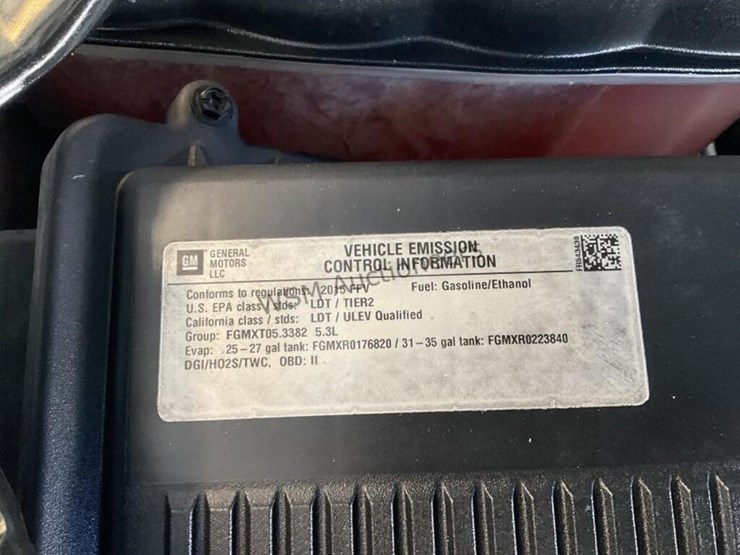 GM
GENERAL
MOTORS
LLC
VEHICLE EMISSION
CONTROL INFORMATION
Conforms to regulations: 2015 FFV Fuel: Gasoline/Ethanol
U.S. EPA class / stds: LDT / TIER2
California class / stds: LDT / ULEV Qualified
Group: FGMXT05.3382 5.3L
Evap: 25-27 gal tank: FGMXR0176820 / 31-35 gal tank: FGMXR0223840
DGI/HO2S/TWC, OBD: II
WSM Auctioneers